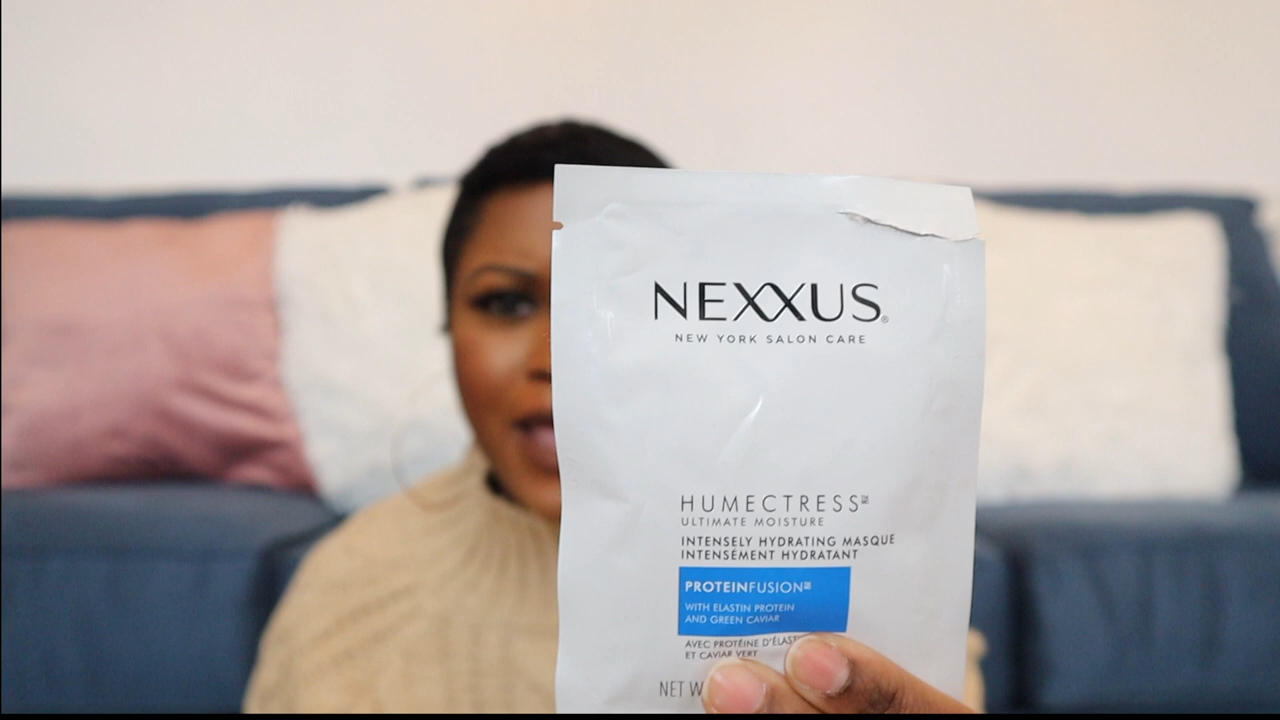 NEXXUS®
NEW YORK SALON CARE
HUMECTRESS
ULTIMATE MOISTURE
INTENSELY HYDRATING MASQUE
INTENSÉMENT HYDRATANT
PROTEINFUSION
WITH ELASTIN PROTEIN
AND GREEN CAVIAR
AVEC PROTÉINE D'ÉLAST
ET CAVIAR VERT
NET W